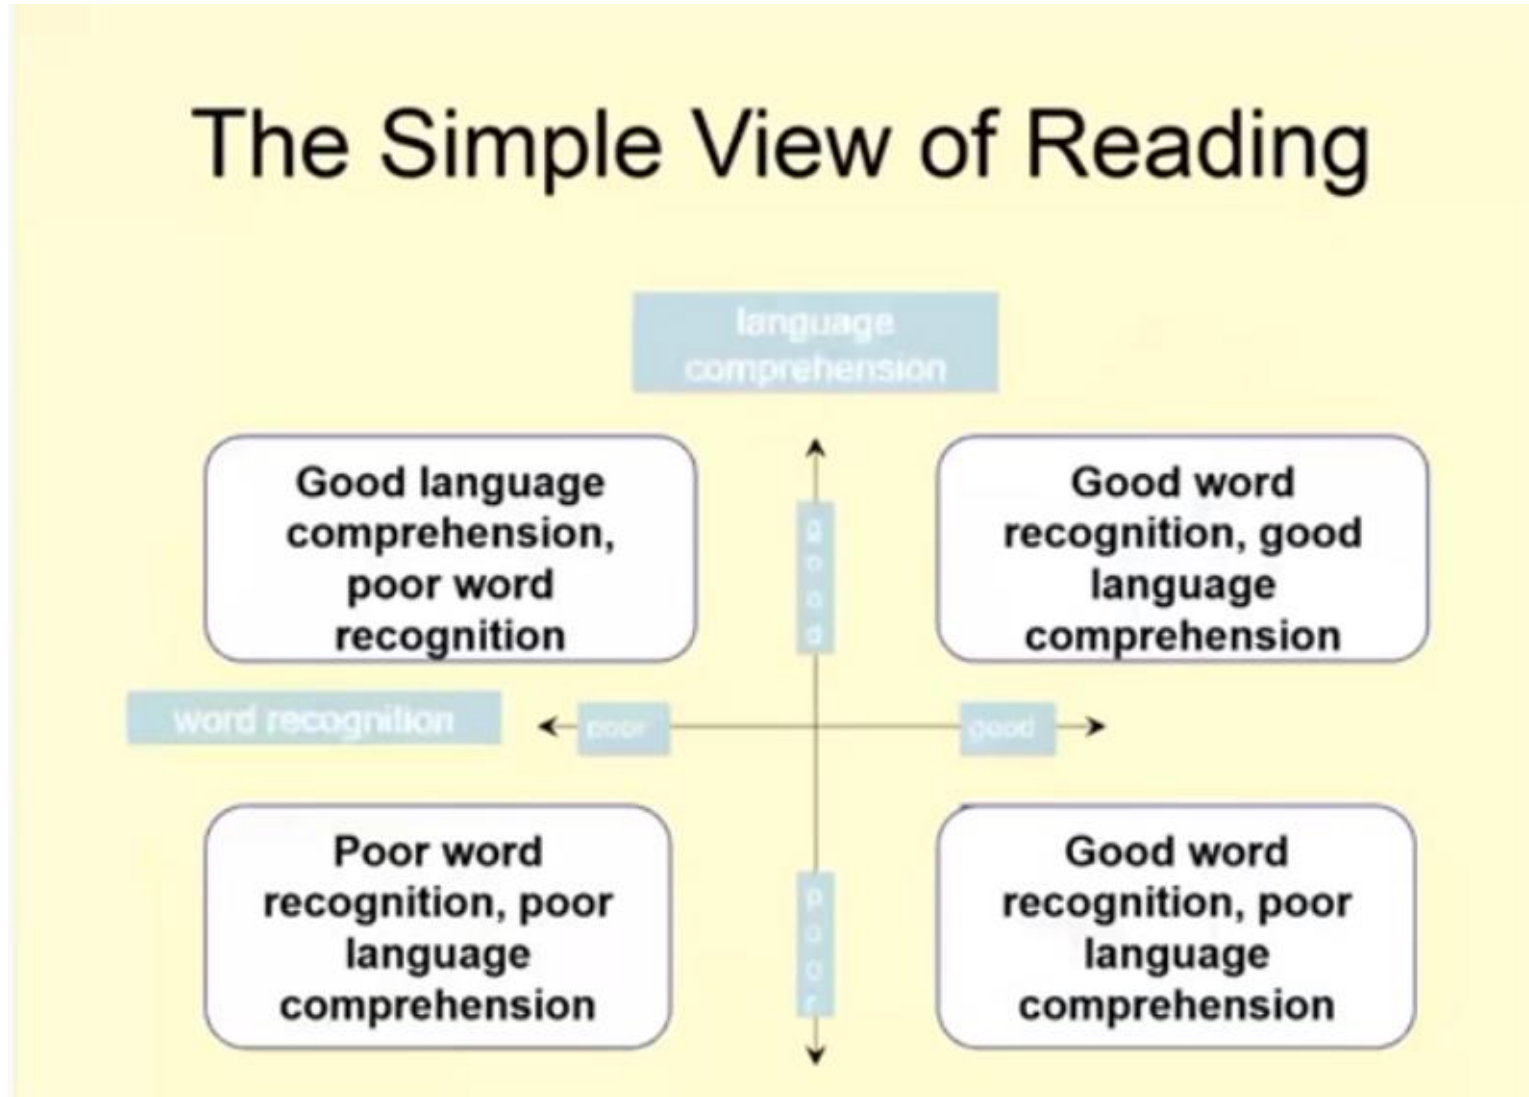 The Simple View of Reading
language
comprehension
Good language
comprehension,
poor word
recognition
good
Good word
recognition, good
language
comprehension
word recognition
poor
good
Poor word
recognition, poor
language
comprehension
poor
Good word
recognition, poor
language
comprehension